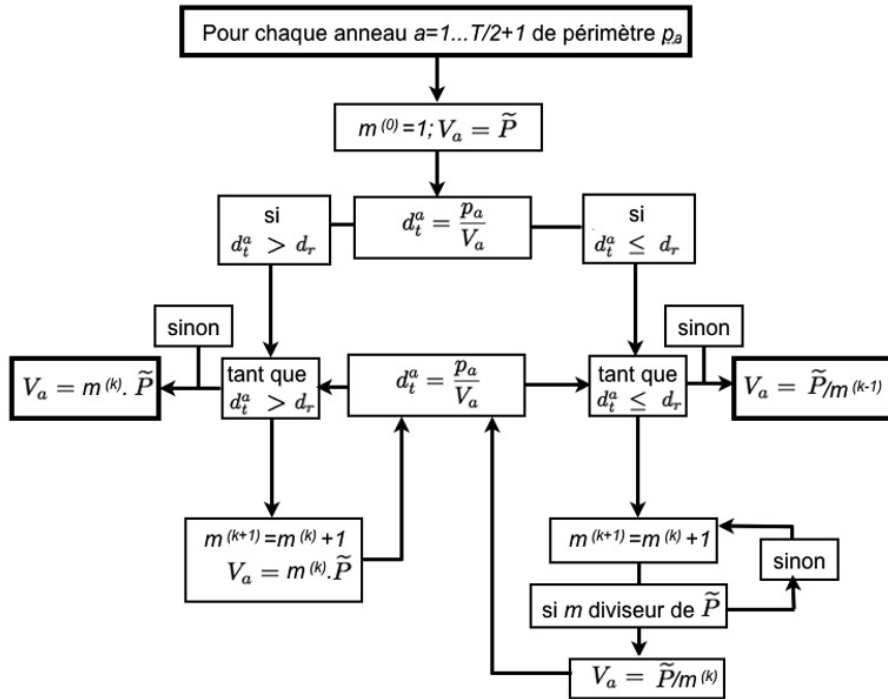 Pour chaque anneau a=1...T/2+1 de périmètre pₐ
m⁽⁰⁾=1; Vₐ = P̃
si
dₜᵃ > dᵣ
dₜᵃ = pₐ/Vₐ
si
dₜᵃ ≤ dᵣ
sinon
sinon
Vₐ = m⁽ᵏ⁾. P̃
tant que
dₜᵃ > dᵣ
dₜᵃ = pₐ/Vₐ
tant que
dₜᵃ ≤ dᵣ
Vₐ = P̃/m⁽ᵏ⁻¹⁾
m⁽ᵏ⁺¹⁾=m⁽ᵏ⁾+1
Vₐ = m⁽ᵏ⁾.P̃
m⁽ᵏ⁺¹⁾=m⁽ᵏ⁾+1
sinon
si m diviseur de P̃
Vₐ = P̃/m⁽ᵏ⁾